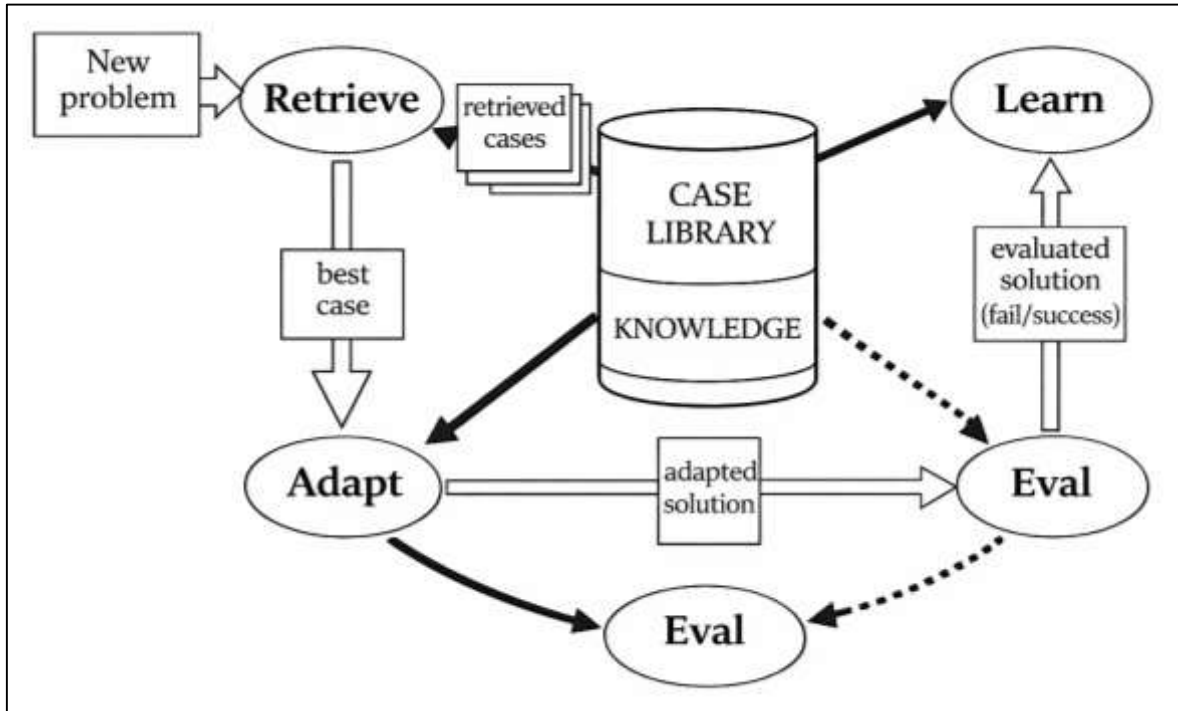 New
problem
Retrieve
retrieved
cases
CASE
LIBRARY
KNOWLEDGE
Learn
best
case
evaluated
solution
(fail/success)
Adapt
adapted
solution
Eval
Eval